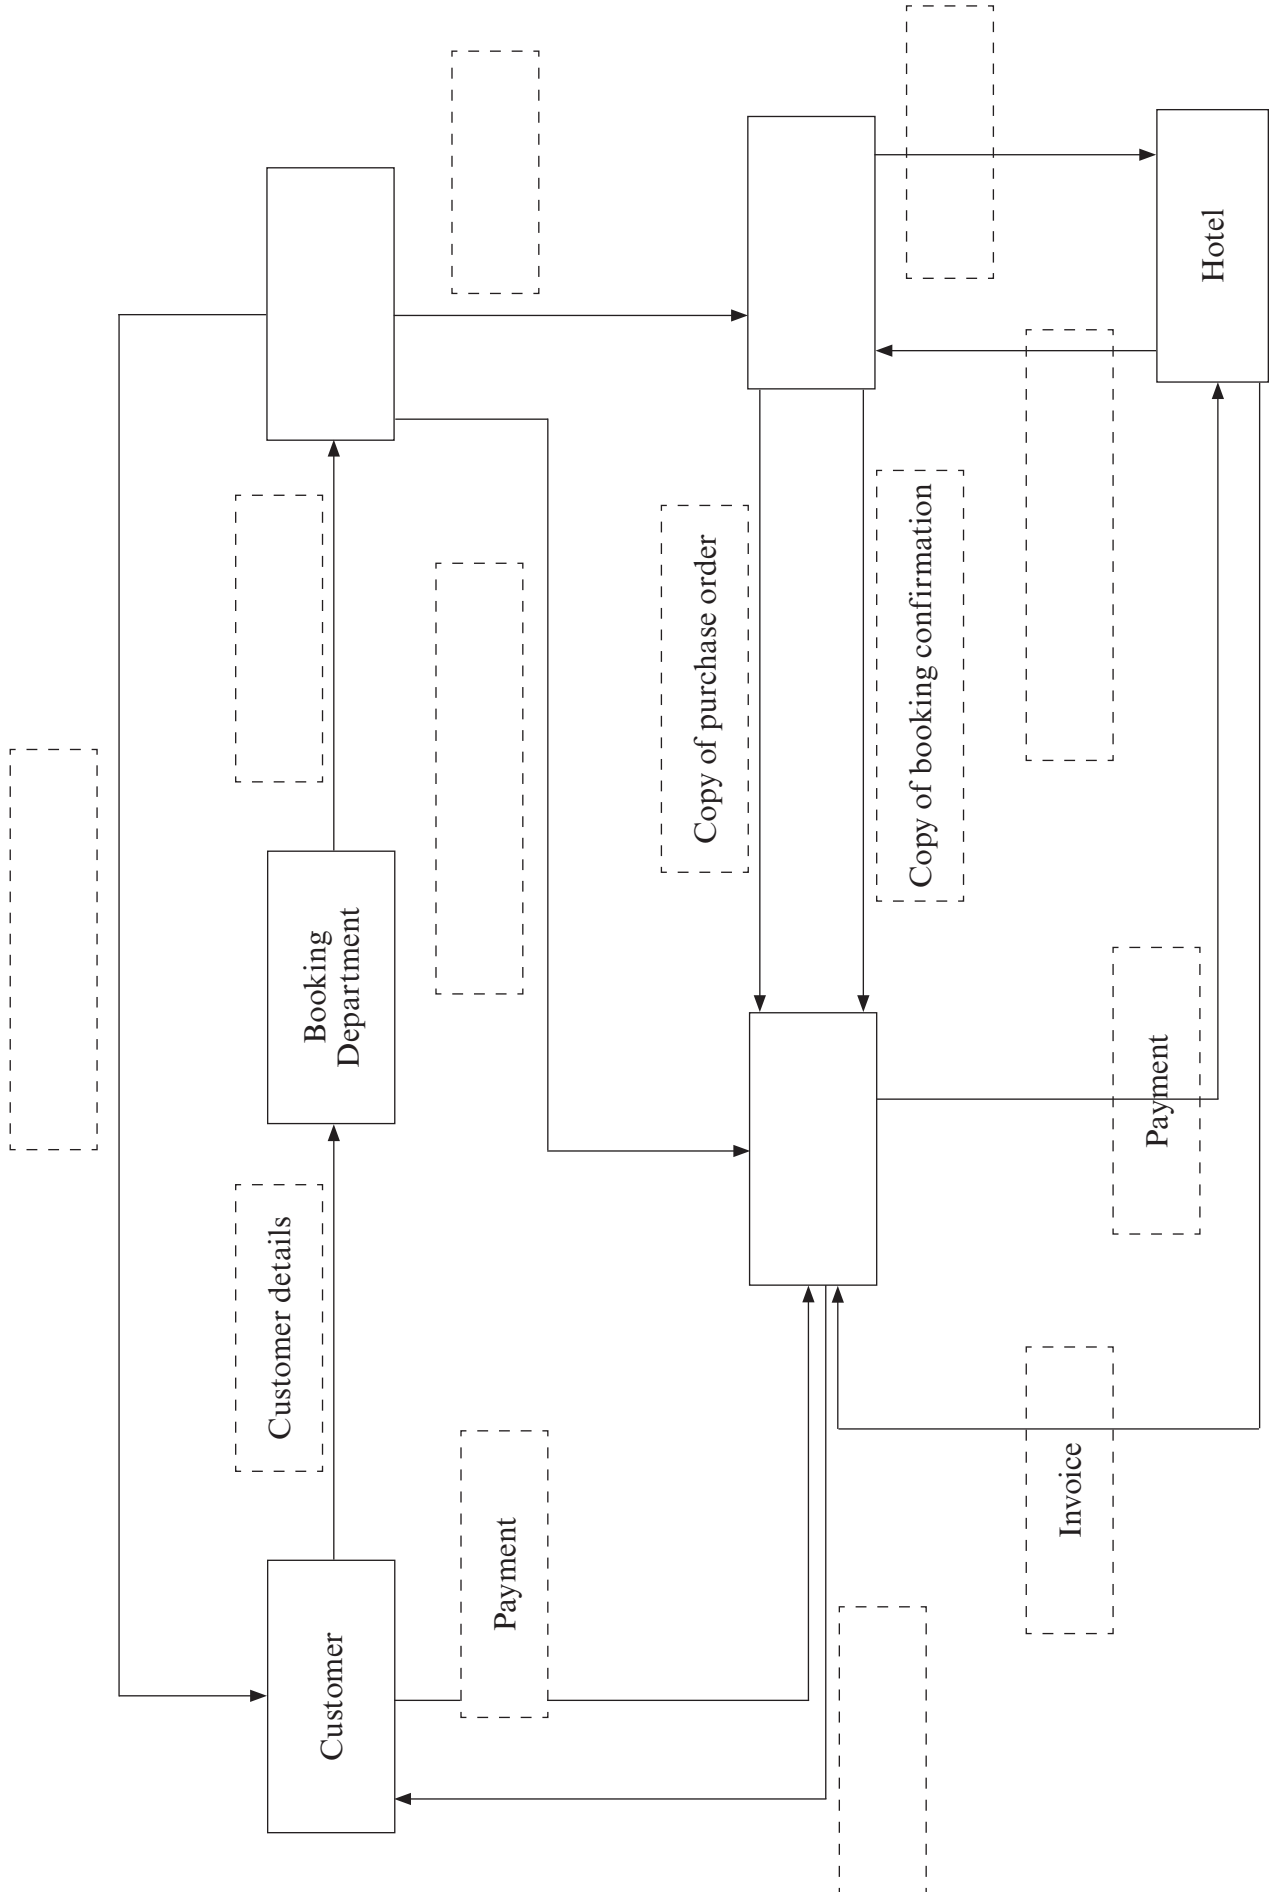 Customer
Customer details
Booking
Department
Payment
Copy of purchase order
Copy of booking confirmation
Payment
Invoice
Hotel